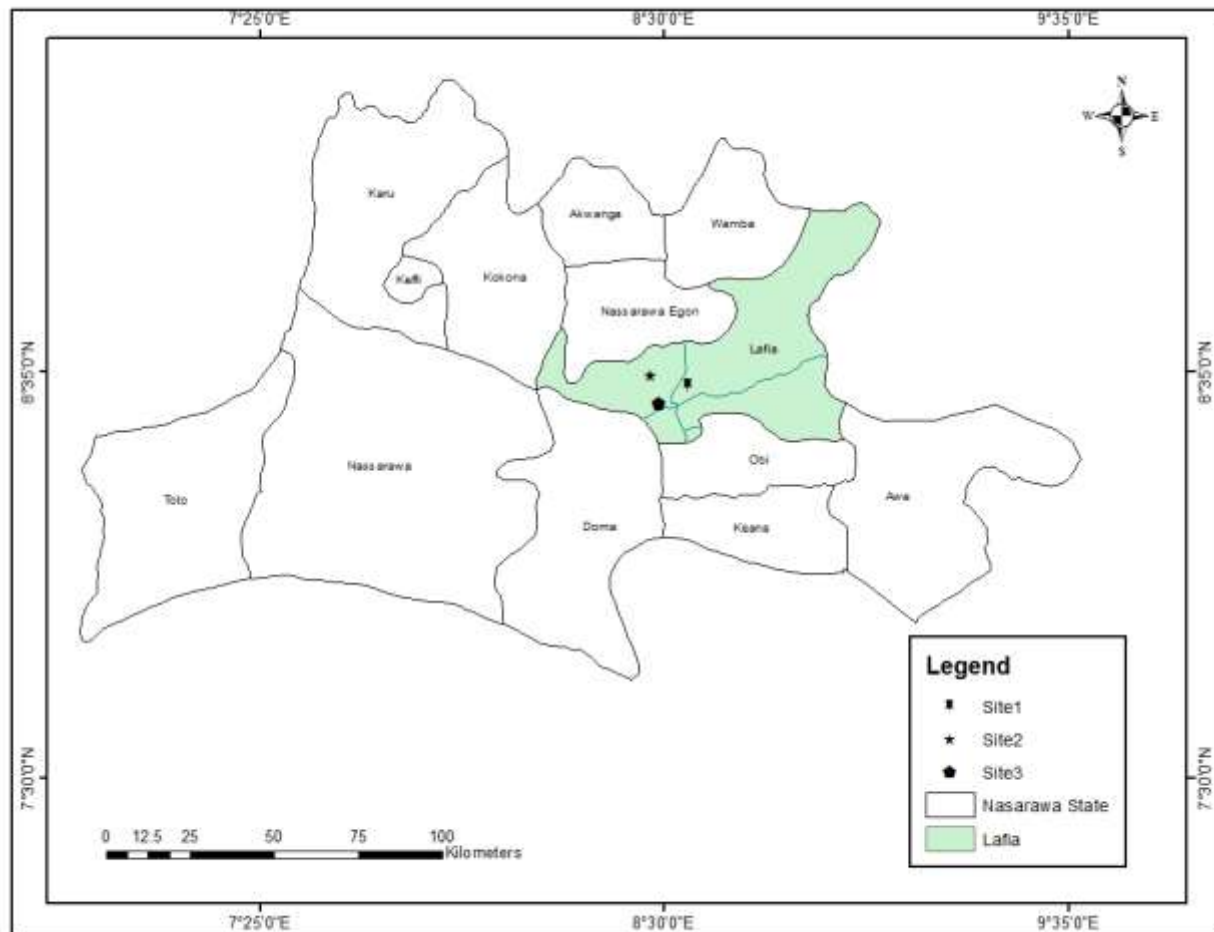 7°25'0"E 8°30'0"E 9°35'0"E
N
W E
S
Karu
Akwanga
Wamba
Keffi
Kokona
Nassarawa Egon
Lafia
8°35'0"N 8°35'0"N
Nassarawa
Obi
Toto
Awe
Doma
Keana
Legend
Site1
Site2
Site3
Nasarawa State
Lafia
7°30'0"N 7°30'0"N
0 12.5 25 50 75 100
Kilometers
7°25'0"E 8°30'0"E 9°35'0"E